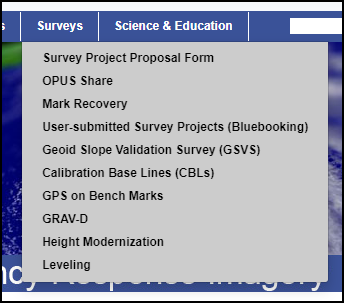 s Surveys Science & Education
Survey Project Proposal Form
OPUS Share
Mark Recovery
User-submitted Survey Projects (Bluebooking)
Geoid Slope Validation Survey (GSVS)
Calibration Base Lines (CBLs)
GPS on Bench Marks
GRAV-D
Height Modernization
Leveling
ncy Response Imagery